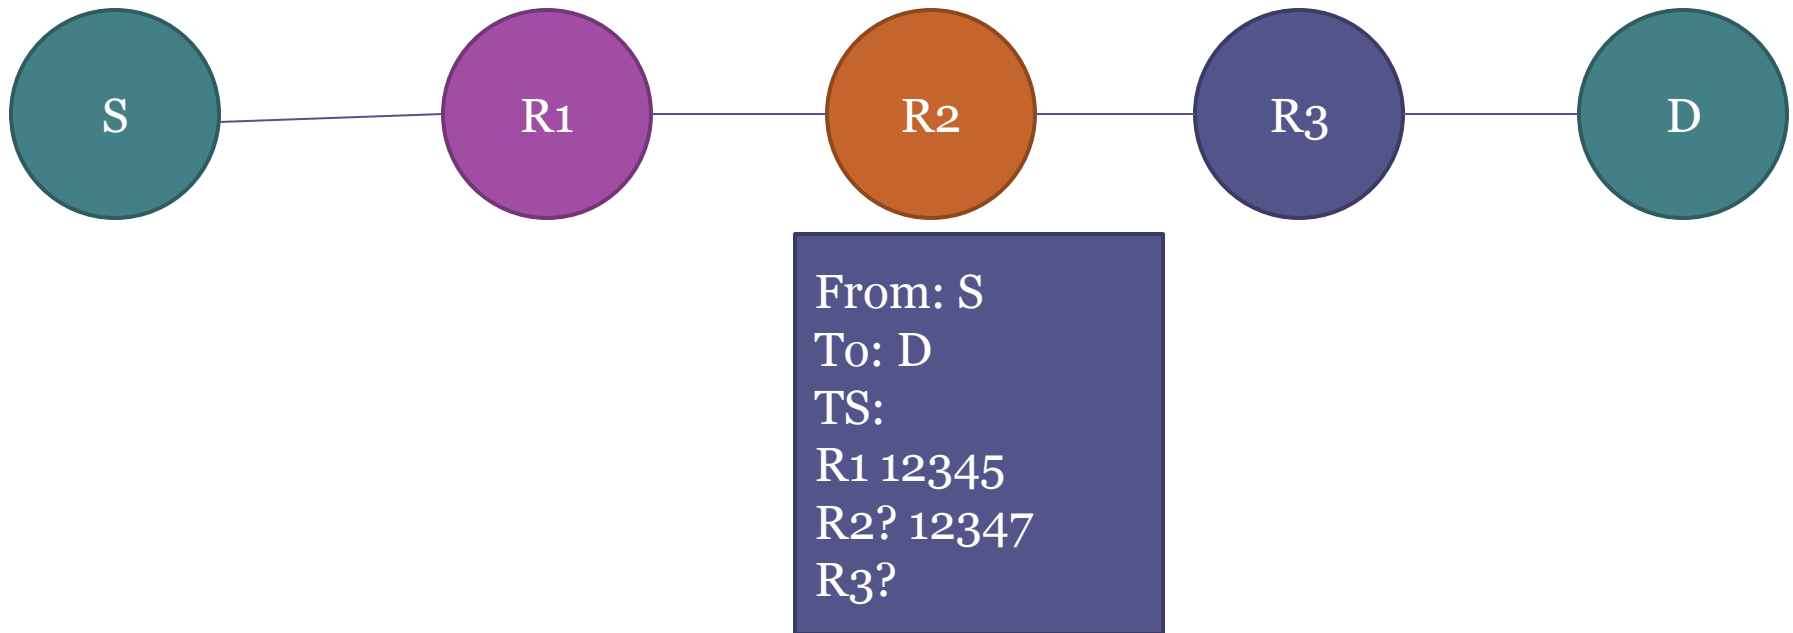 S
R1
R2
R3
D
From: S
To: D
TS:
R1 12345
R2? 12347
R3?